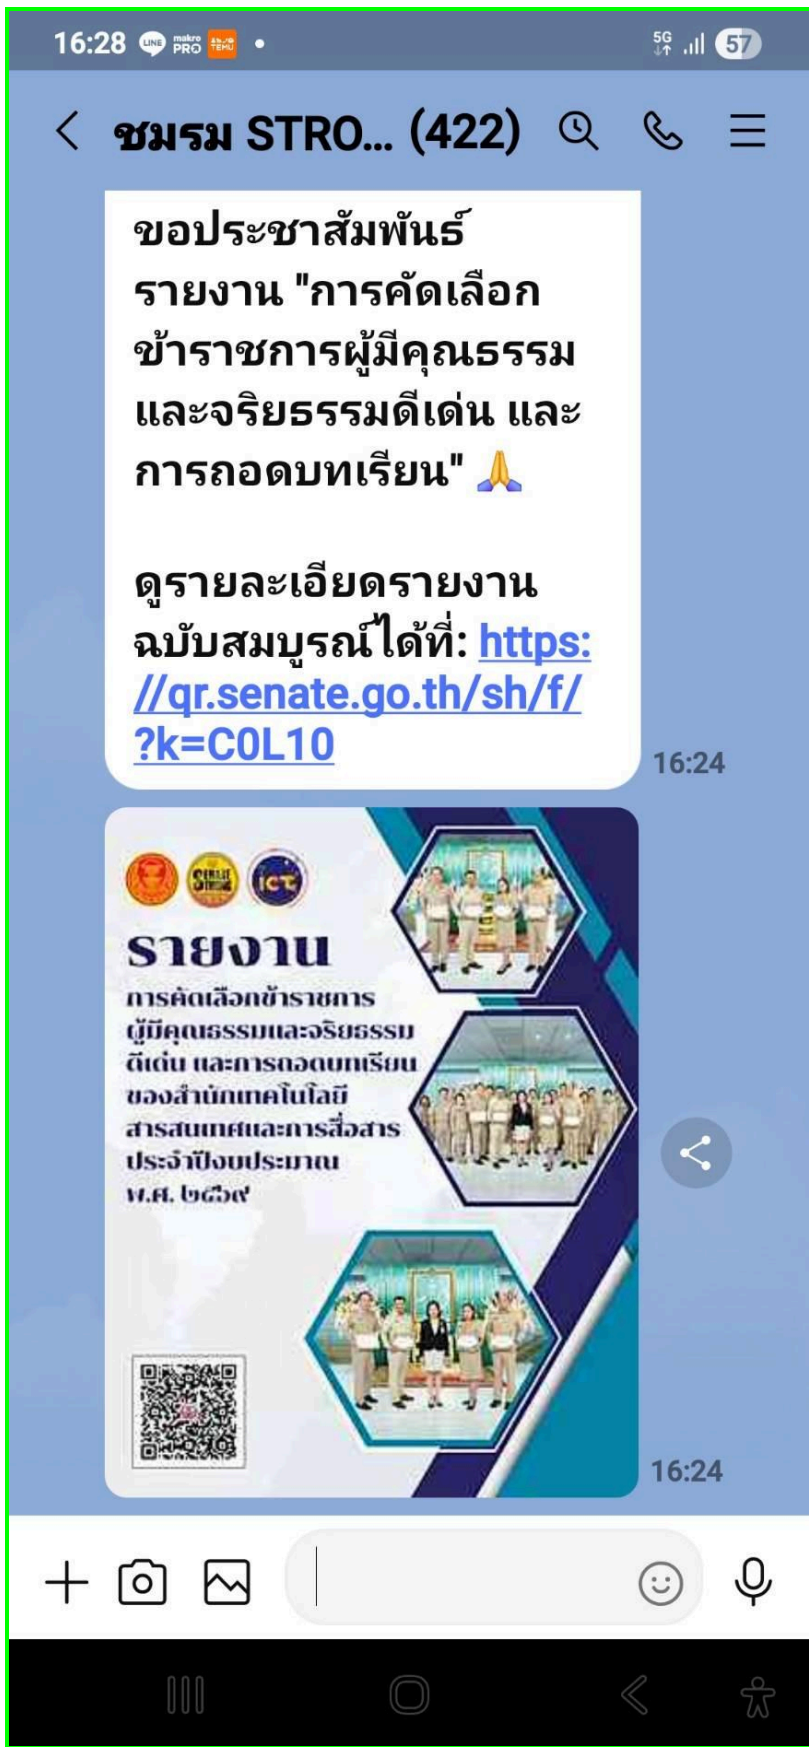 16:28 LINE makro PRO TEMU 5G 57
ชมรม STRO... (422)
ขอประชาสัมพันธ์
รายงาน "การคัดเลือก
ข้าราชการผู้มีคุณธรรม
และจริยธรรมดีเด่น และ
การถอดบทเรียน" 🙏
ดูรายละเอียดรายงาน
ฉบับสมบูรณ์ได้ที่: https:
//qr.senate.go.th/sh/f/
?k=C0L10
16:24
SENATE STRONG ICT
รายงาน
การคัดเลือกข้าราชการ
ผู้มีคุณธรรมและจริยธรรม
ดีเด่น และการถอดบทเรียน
ของสำนักเทคโนโลยี
สารสนเทศและการสื่อสาร
ประจำปีงบประมาณ
พ.ศ. ๒๕๖๙
16:24